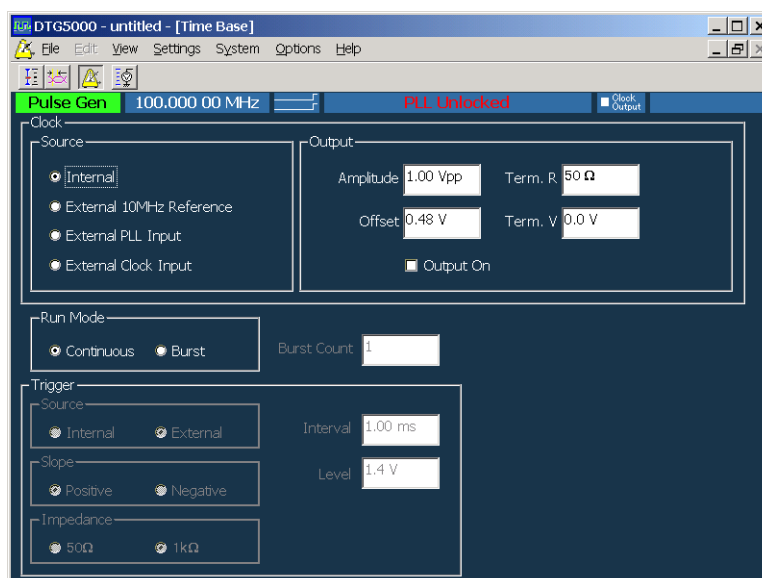 DTG5000 - untitled - [Time Base]
File Edit View Settings System Options Help
Pulse Gen 100.000 00 MHz PLL Unlocked Clock Output
Clock
Source
Internal
External 10MHz Reference
External PLL Input
External Clock Input
Output
Amplitude 1.00 Vpp Term. R 50 Ω
Offset 0.48 V Term. V 0.0 V
Output On
Run Mode
Continuous Burst Burst Count 1
Trigger
Source
Internal External Interval 1.00 ms
Slope
Positive Negative Level 1.4 V
Impedance
50Ω 1kΩ